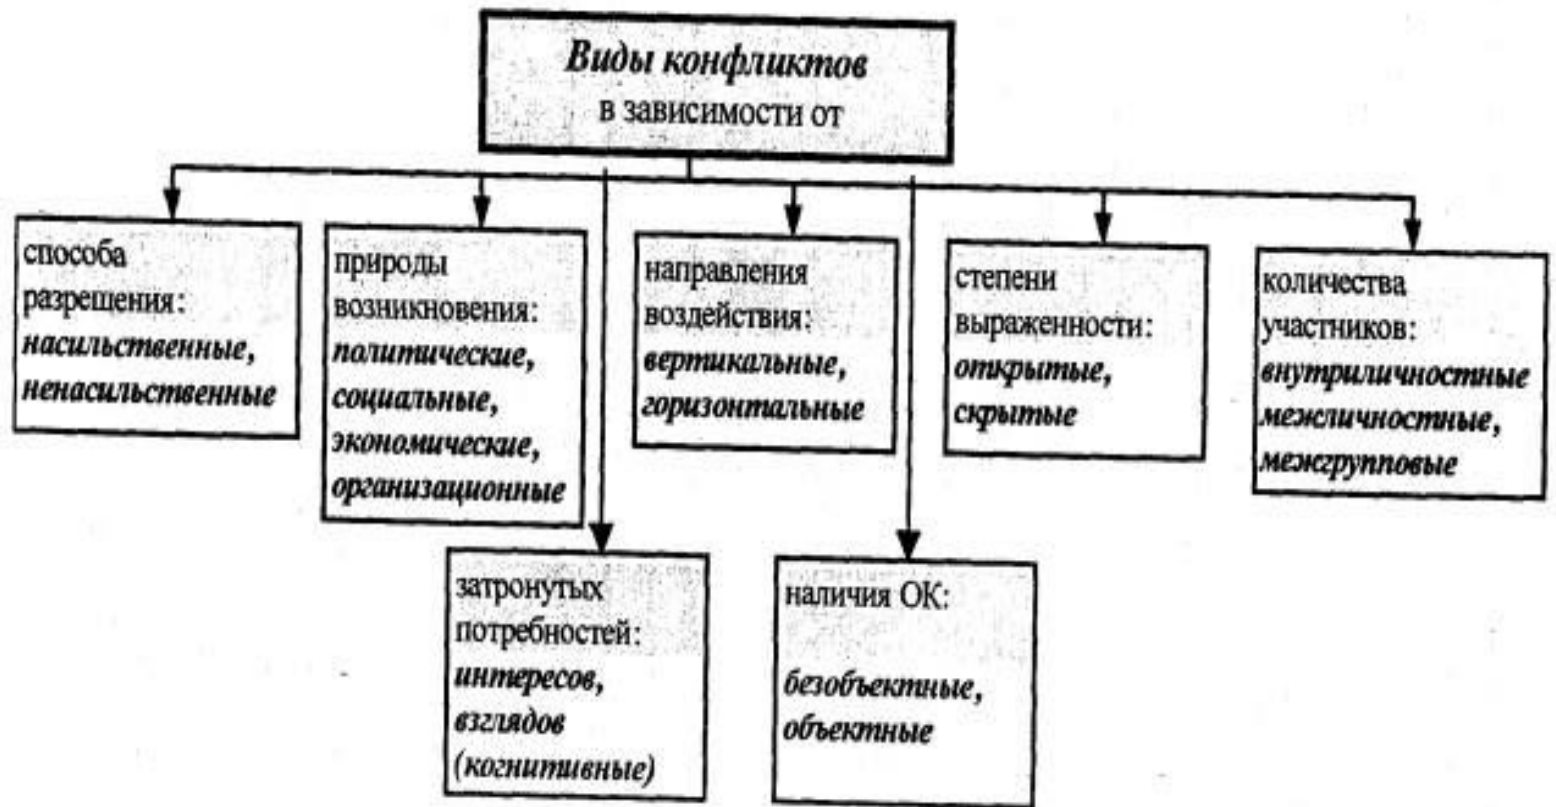 Виды конфликтов
в зависимости от
способа
разрещения:
насильственные,
ненасильственные
природы
возникновения:
политические,
социальные,
экономические,
организационные
направления
воздействия:
вертикальные,
горизонтальные
степени
выраженности:
открытые,
скрытые
количества
участников:
внутриличностные
межличностные,
межгрупповые
затронутых
потребностей:
интересов,
взглядов
(когнитивные)
наличия ОК:
безобъектные,
объектные